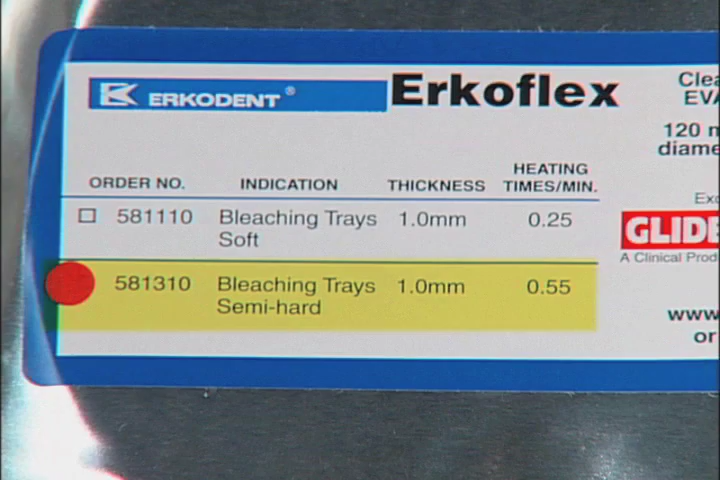 ERKODENT®
Erkoflex
ORDER NO. INDICATION THICKNESS HEATING TIMES/MIN.
581110 Bleaching Trays Soft 1.0mm 0.25
581310 Bleaching Trays Semi-hard 1.0mm 0.55
Clea
EVA
120 m
diame
Exc
GLIDE
A Clinical Prod
www
or